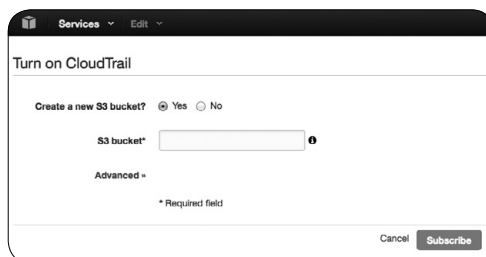 Services Edit
Turn on CloudTrail
Create a new S3 bucket? Yes No
S3 bucket*
Advanced »
* Required field
Cancel Subscribe